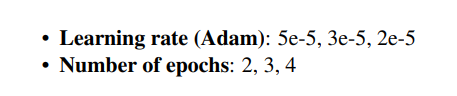 • Learning rate (Adam): 5e-5, 3e-5, 2e-5
• Number of epochs: 2, 3, 4